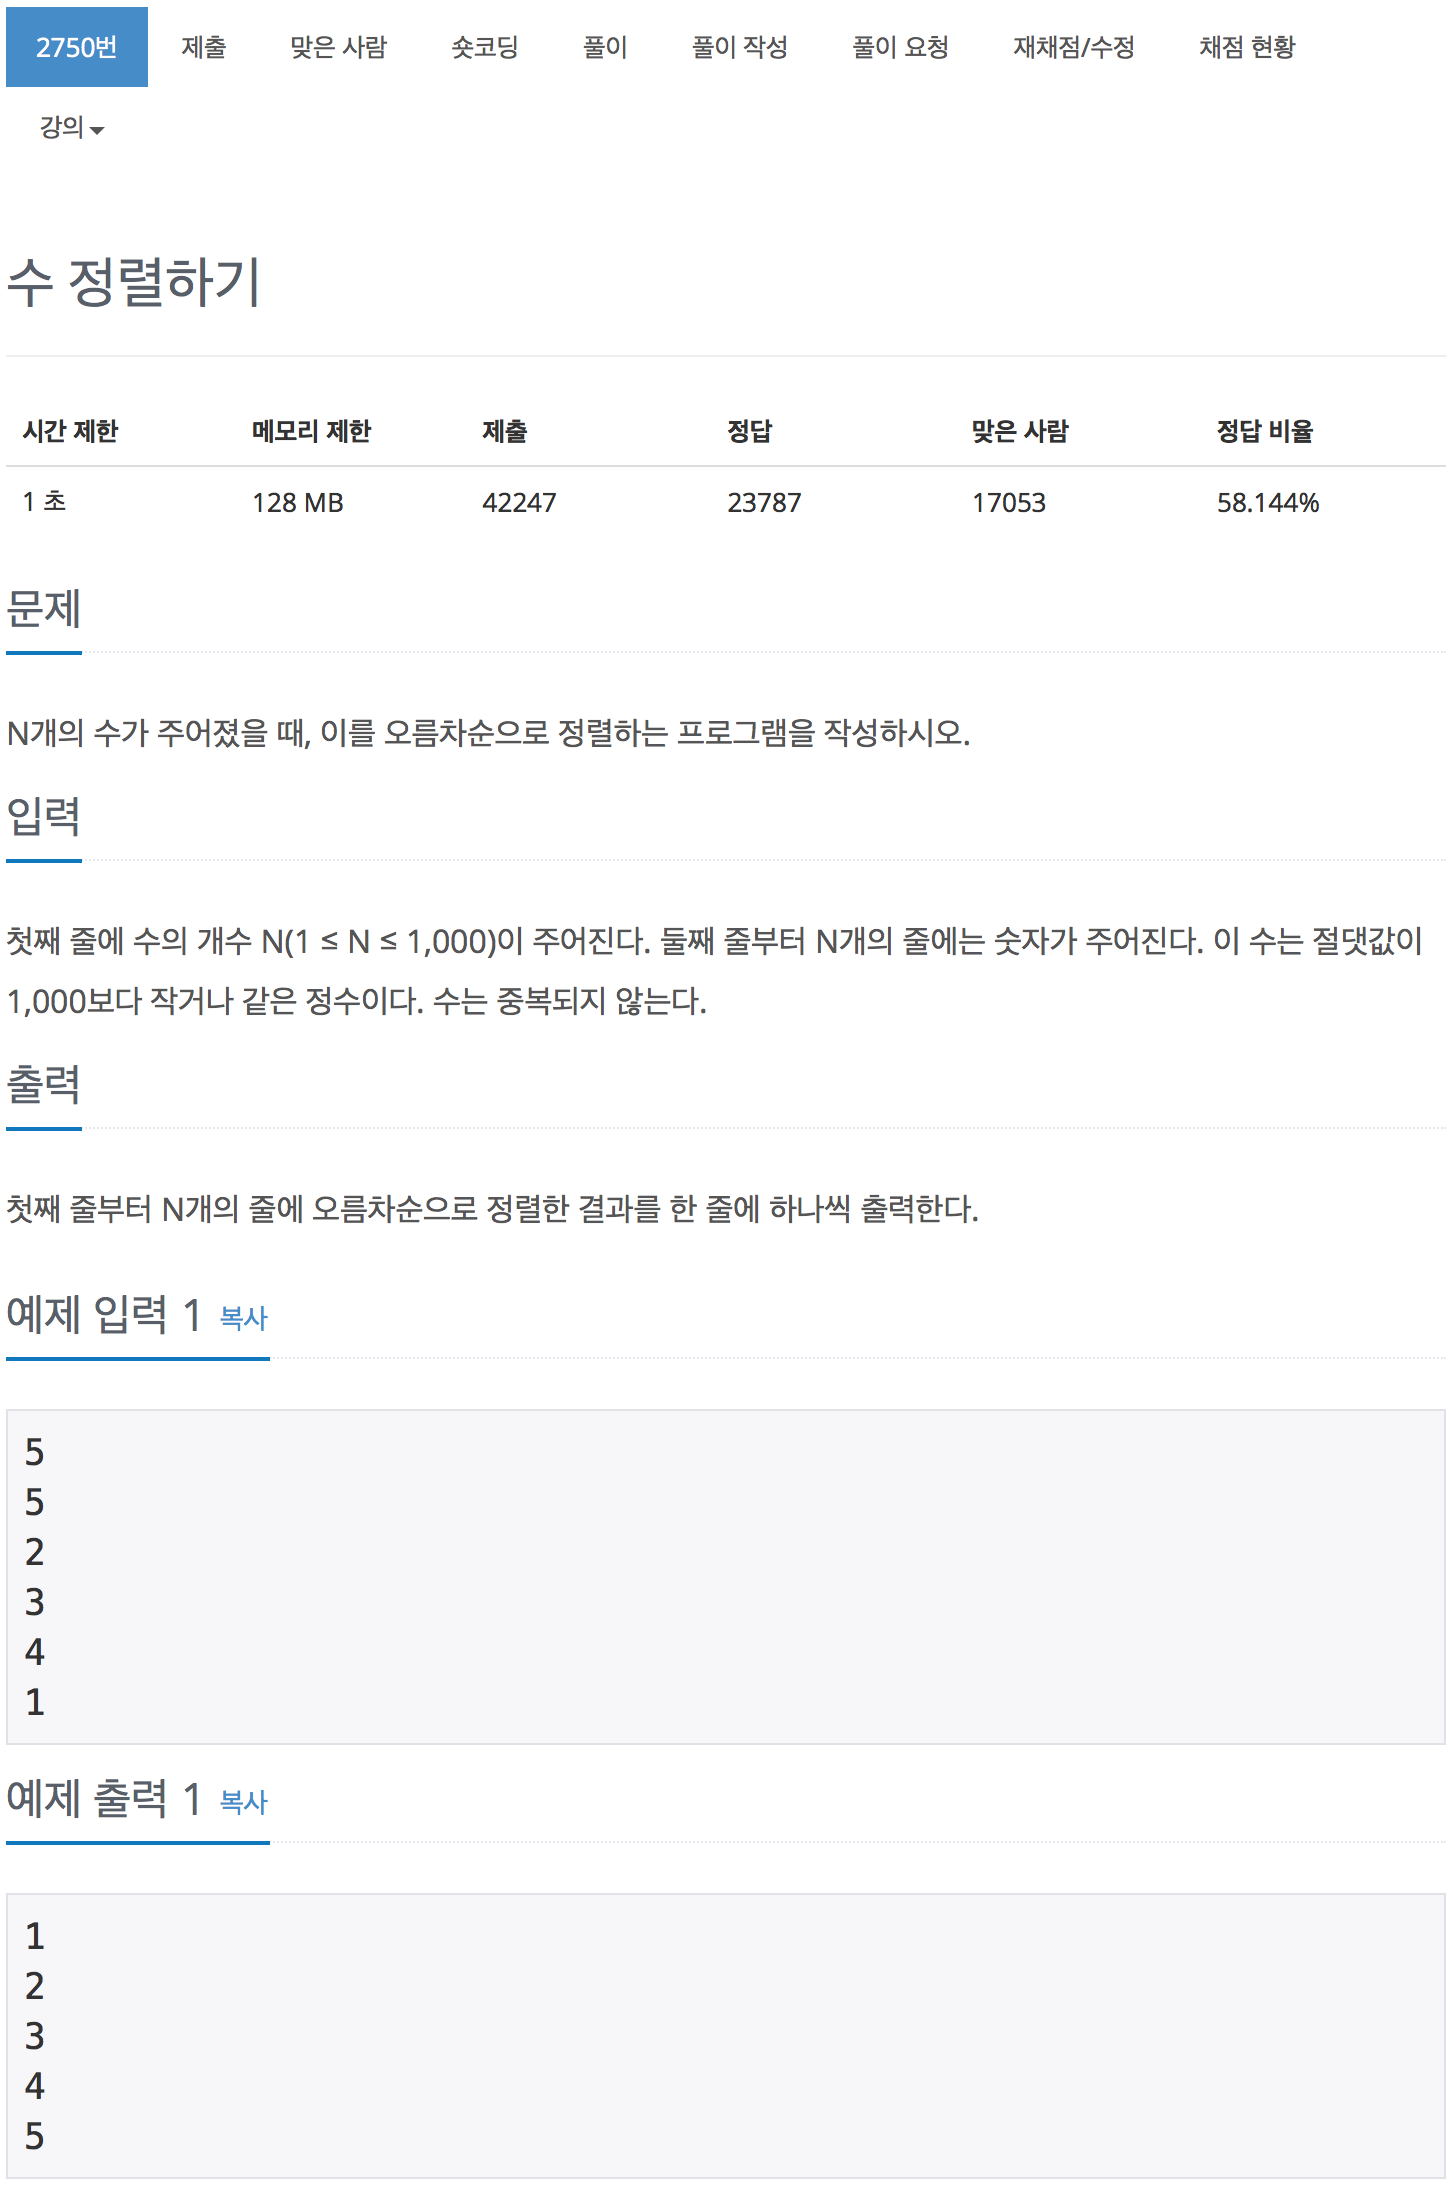 2750번 제출 맞은 사람 숏코딩 풀이 풀이 작성 풀이 요청 재채점/수정 채점 현황
강의
수 정렬하기
시간 제한 메모리 제한 제출 정답 맞은 사람 정답 비율
1 초 128 MB 42247 23787 17053 58.144%
문제
N개의 수가 주어졌을 때, 이를 오름차순으로 정렬하는 프로그램을 작성하시오.
입력
첫째 줄에 수의 개수 N(1 ≤ N ≤ 1,000)이 주어진다. 둘째 줄부터 N개의 줄에는 숫자가 주어진다. 이 수는 절댓값이
1,000보다 작거나 같은 정수이다. 수는 중복되지 않는다.
출력
첫째 줄부터 N개의 줄에 오름차순으로 정렬한 결과를 한 줄에 하나씩 출력한다.
예제 입력 1 복사
5
5
2
3
4
1
예제 출력 1 복사
1
2
3
4
5